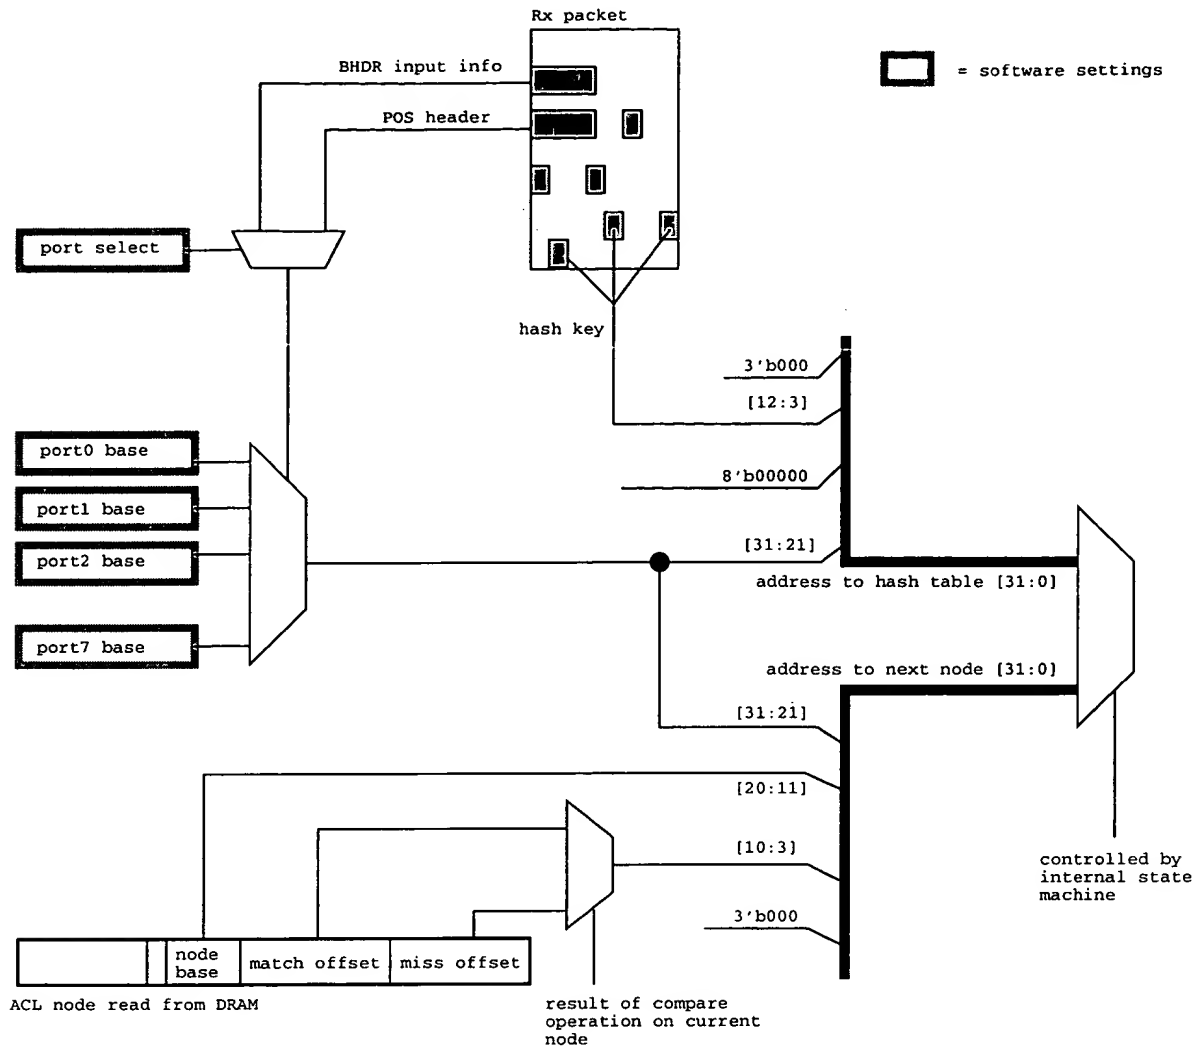 Rx packet
BHDR input info
= software settings
POS header
port select
hash key
3'b000
[12:3]
port0 base
8'b00000
port1 base
[31:21]
port2 base
address to hash table [31:0]
port7 base
address to next node [31:0]
[31:21]
[20:11]
[10:3]
controlled by
internal state
machine
3'b000
node
base
match offset
miss offset
ACL node read from DRAM
result of compare
operation on current
node